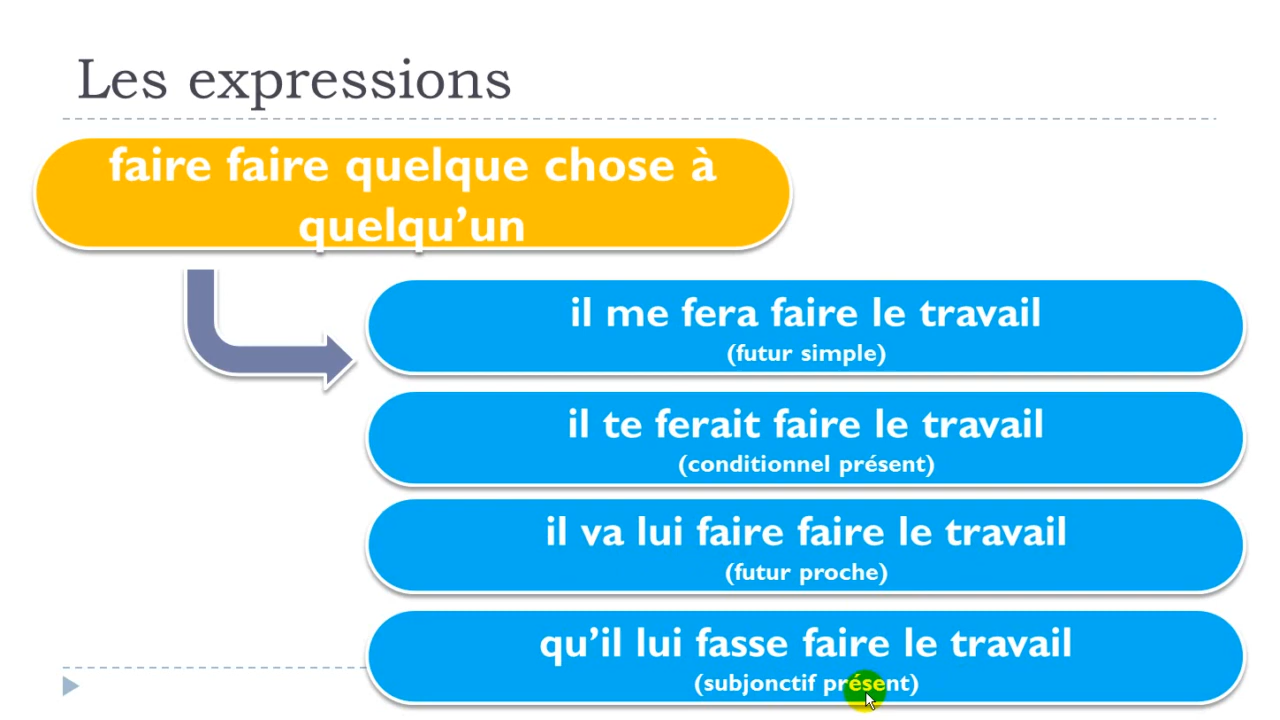 Les expressions
faire faire quelque chose à
quelqu’un
il me fera faire le travail
(futur simple)
il te ferait faire le travail
(conditionnel présent)
il va lui faire faire le travail
(futur proche)
qu’il lui fasse faire le travail
(subjonctif présent)